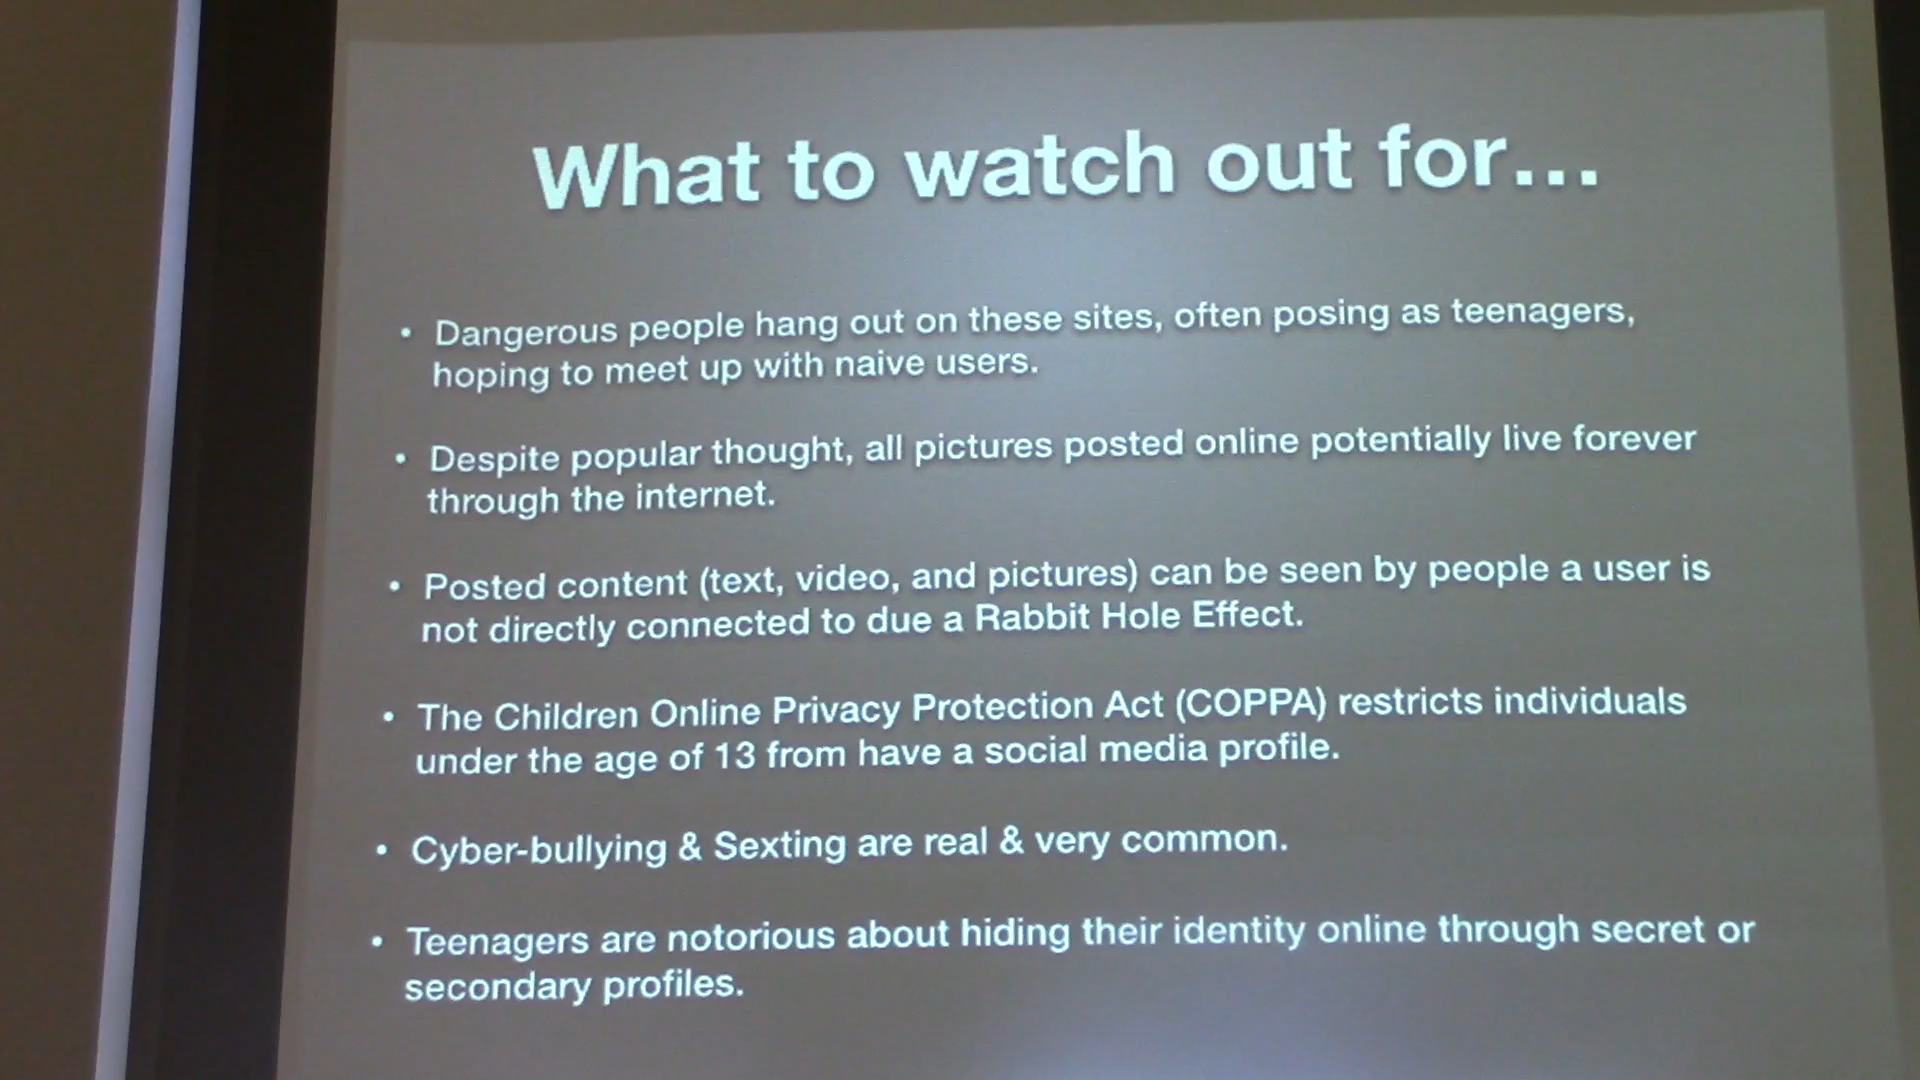 What to watch out for...
• Dangerous people hang out on these sites, often posing as teenagers,
hoping to meet up with naive users.
• Despite popular thought, all pictures posted online potentially live forever
through the internet.
• Posted content (text, video, and pictures) can be seen by people a user is
not directly connected to due a Rabbit Hole Effect.
• The Children Online Privacy Protection Act (COPPA) restricts individuals
under the age of 13 from have a social media profile.
• Cyber-bullying & Sexting are real & very common.
• Teenagers are notorious about hiding their identity online through secret or
secondary profiles.